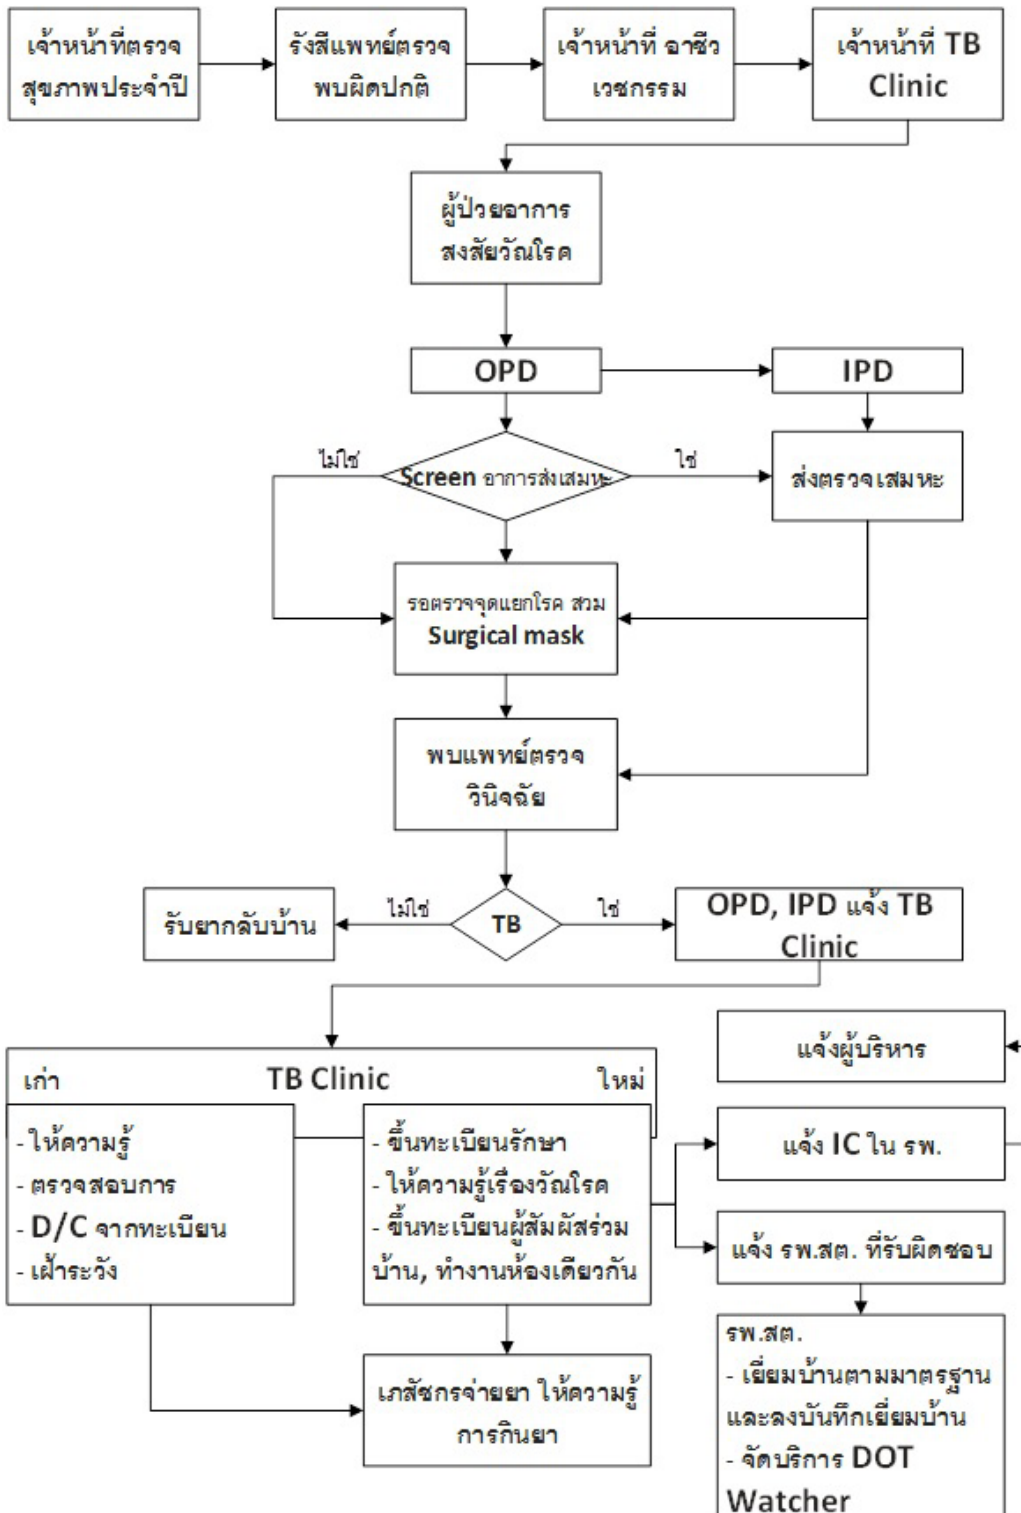 เจ้าหน้าที่ตรวจ
สุขภาพประจำปี
รังสีแพทย์ตรวจ
พบผิดปกติ
เจ้าหน้าที่ อาชีว
เวชกรรม
เจ้าหน้าที่ TB
Clinic
ผู้ป่วยอาการ
สงสัยวัณโรค
OPD
IPD
ไม่ใช่
Screen อาการส่งเสมหะ
ใช่
ส่งตรวจเสมหะ
รอตรวจจุดแยกโรค สวม
Surgical mask
พบแพทย์ตรวจ
วินิจฉัย
รับยากลับบ้าน
ไม่ใช่
TB
ใช่
OPD, IPD แจ้ง TB
Clinic
เก่า
TB Clinic
ใหม่
- ให้ความรู้
- ตรวจสอบการ
- D/C จากทะเบียน
- เฝ้าระวัง
- ขึ้นทะเบียนรักษา
- ให้ความรู้เรื่องวัณโรค
- ขึ้นทะเบียนผู้สัมผัสร่วม
บ้าน, ทำงานห้องเดียวกัน
แจ้งผู้บริหาร
แจ้ง IC ใน รพ.
แจ้ง รพ.สต. ที่รับผิดชอบ
เภสัชกรจ่ายยา ให้ความรู้
การกินยา
รพ.สต.
- เยี่ยมบ้านตามมาตรฐาน
และลงบันทึกเยี่ยมบ้าน
- จัดบริการ DOT
Watcher